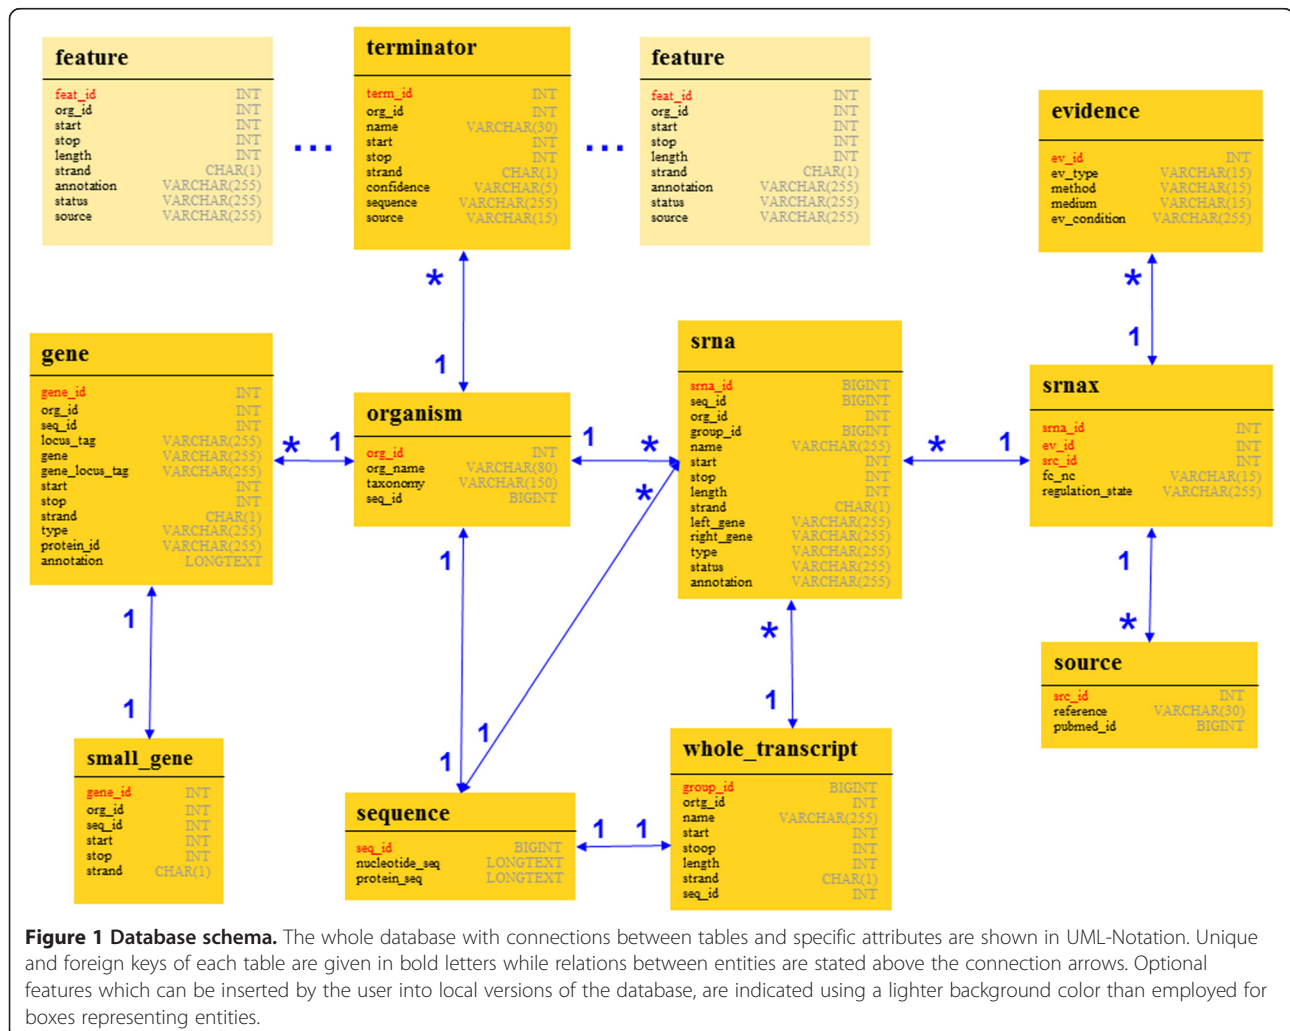 feature
feat_id INT
org_id INT
start INT
stop INT
length INT
strand CHAR(1)
annotation VARCHAR(255)
status VARCHAR(255)
source VARCHAR(255)
...
terminator
term_id INT
org_id INT
name VARCHAR(30)
start INT
stop INT
strand CHAR(1)
confidence VARCHAR(5)
sequence VARCHAR(255)
source VARCHAR(15)
...
feature
feat_id INT
org_id INT
start INT
stop INT
length INT
strand CHAR(1)
annotation VARCHAR(255)
status VARCHAR(255)
source VARCHAR(255)
evidence
ev_id INT
ev_type VARCHAR(15)
method VARCHAR(15)
medium VARCHAR(15)
ev_condition VARCHAR(255)
*
1
*
1
gene
gene_id INT
org_id INT
seq_id INT
locus_tag VARCHAR(255)
gene VARCHAR(255)
gene_locus_tag VARCHAR(255)
start INT
stop INT
strand CHAR(1)
type VARCHAR(255)
protein_id VARCHAR(255)
annotation LONGTEXT
* 1
organism
org_id INT
org_name VARCHAR(80)
taxonomy VARCHAR(150)
seq_id BIGINT
1 *
*
srna
srna_id BIGINT
seq_id BIGINT
org_id INT
group_id BIGINT
name VARCHAR(255)
start INT
stop INT
length INT
strand CHAR(1)
left_gene VARCHAR(255)
right_gene VARCHAR(255)
type VARCHAR(255)
status VARCHAR(255)
annotation VARCHAR(255)
* 1
srnax
srna_id INT
ev_id INT
src_id INT
fc_nc VARCHAR(15)
regulation_state VARCHAR(255)
1
1
1
1
1
1
*
1
1
*
small_gene
gene_id INT
org_id INT
seq_id INT
start INT
stop INT
strand CHAR(1)
sequence
seq_id BIGINT
nucleotide_seq LONGTEXT
protein_seq LONGTEXT
1 1
whole_transcript
group_id BIGINT
ortg_id INT
name VARCHAR(255)
start INT
stoop INT
length INT
strand CHAR(1)
seq_id INT
source
src_id INT
reference VARCHAR(30)
pubmed_id BIGINT
Figure 1 Database schema. The whole database with connections between tables and specific attributes are shown in UML-Notation. Unique
and foreign keys of each table are given in bold letters while relations between entities are stated above the connection arrows. Optional
features which can be inserted by the user into local versions of the database, are indicated using a lighter background color than employed for
boxes representing entities.